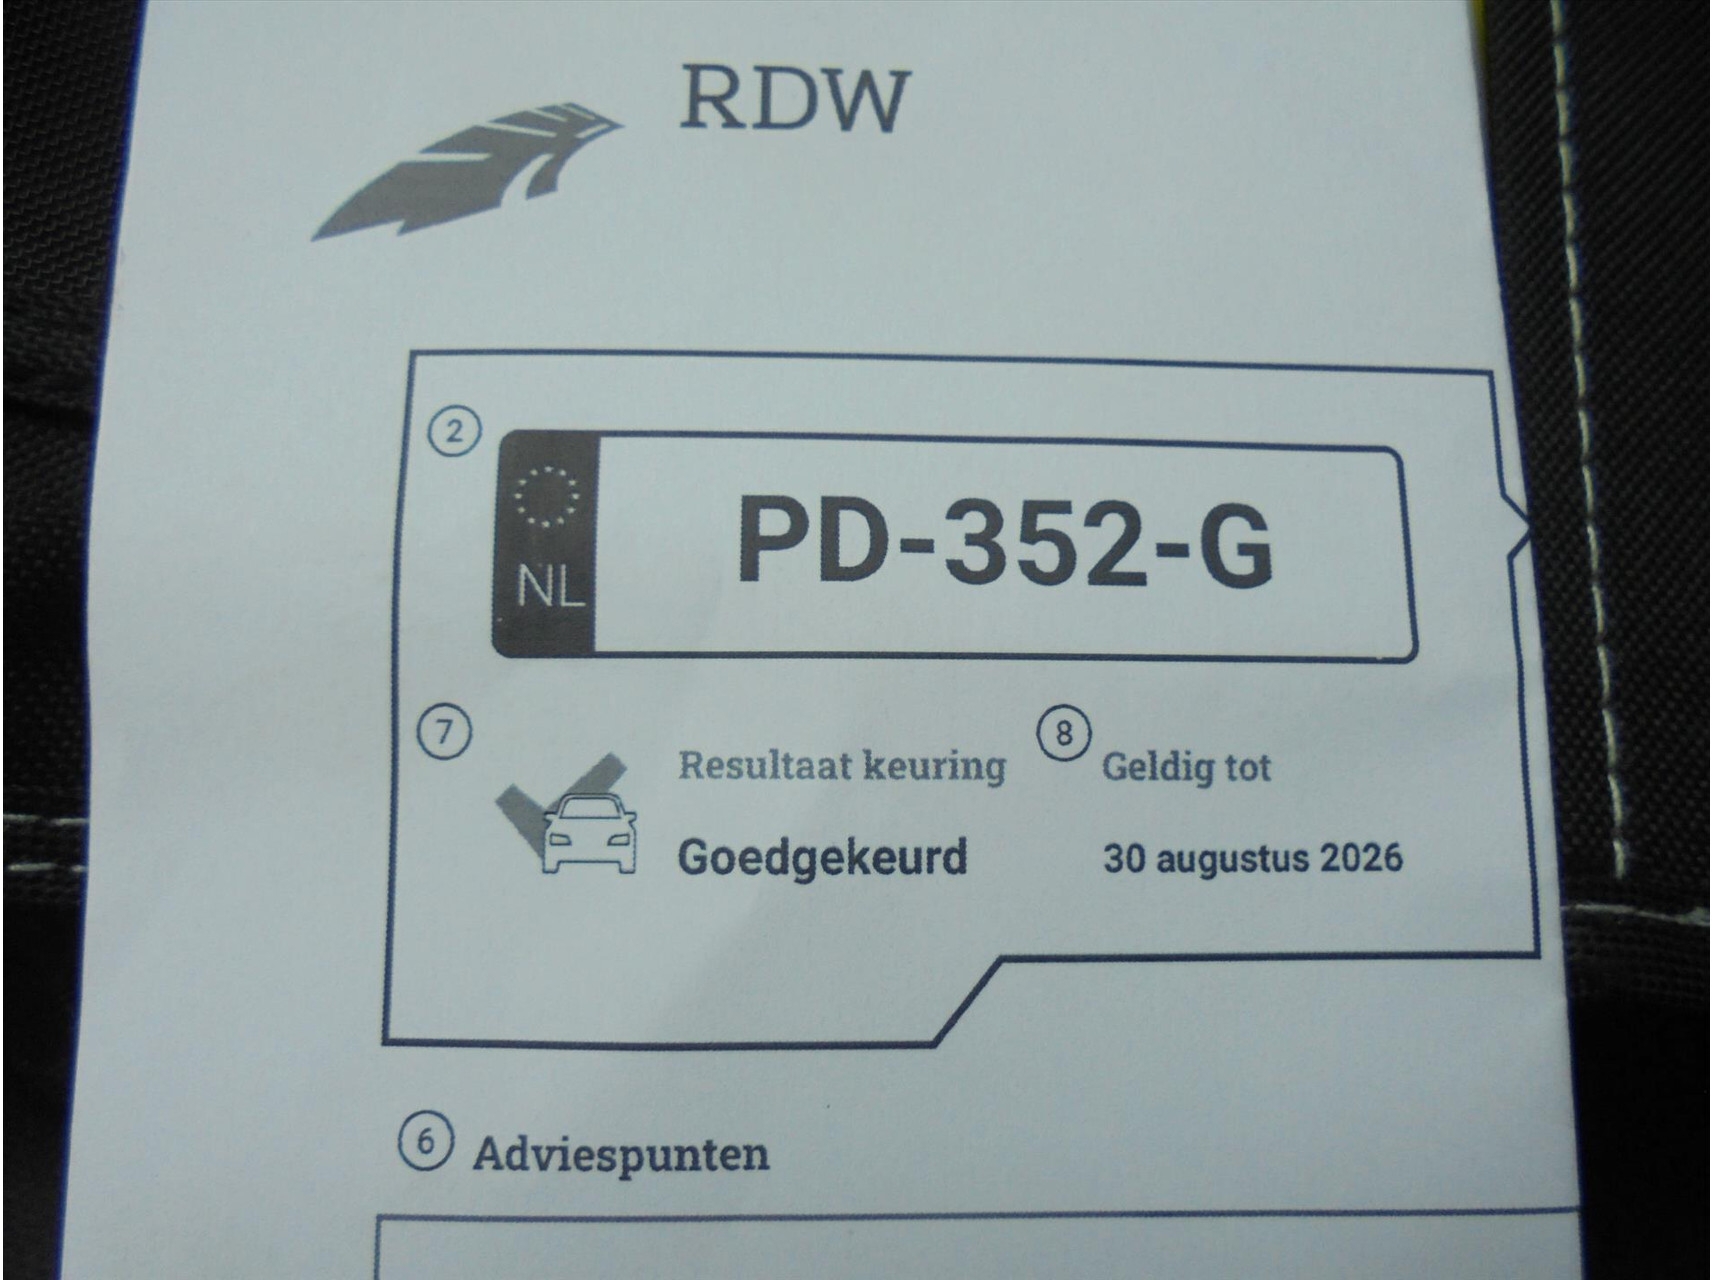 RDW
2
NL
PD-352-G
7
Resultaat keuring
8
Geldig tot
Goedgekeurd
30 augustus 2026
6 Adviespunten